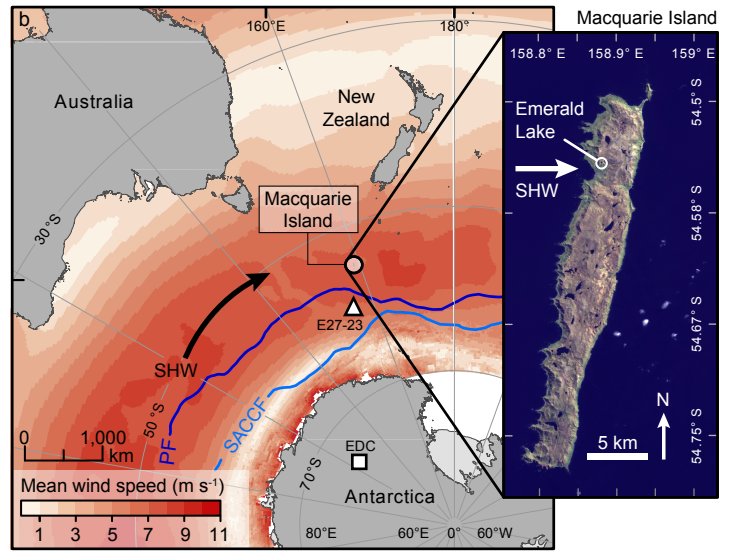 b
160°E
180°
Australia
New
Zealand
Macquarie
Island
30°S
E27-23
SHW
50°S
PF
SACCF
0 1,000
km
EDC
70°S
Antarctica
Mean wind speed (m s⁻¹)
1 3 5 7 9 11
80°E 60°E 0° 60°W
Macquarie Island
158.8° E 158.9° E 159° E
54.5° S
Emerald
Lake
SHW
54.58° S
54.67° S
N
5 km
54.75° S